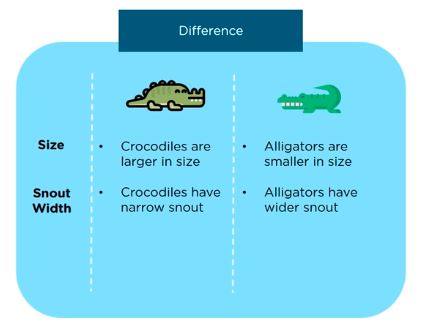 Difference
Size
• Crocodiles are
larger in size
• Alligators are
smaller in size
Snout
Width
• Crocodiles have
narrow snout
• Alligators have
wider snout